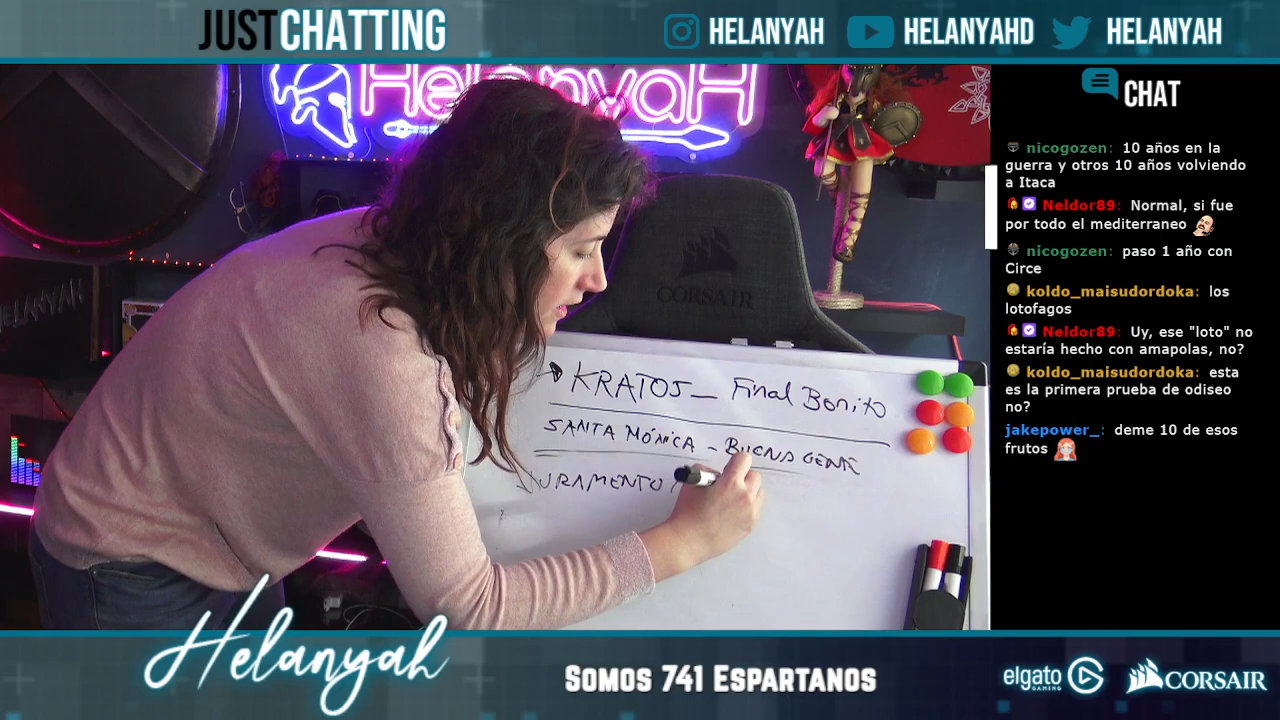 JUSTCHATTING
HELANYAH
HELANYAHD
HELANYAH
HelanyaH
CHAT
nicogozen: 10 años en la
guerra y otros 10 años volviendo
a Itaca
Neldor89: Normal, si fue
por todo el mediterraneo
nicogozen: paso 1 año con
Circe
koldo_maisudordoka: los
lotofagos
Neldor89: Uy, ese "loto" no
estaría hecho con amapolas, no?
koldo_maisudordoka: esta
es la primera prueba de odiseo
no?
jakepower_: deme 10 de esos
frutos
HELANYAH
CORSAIR
KRATOS - Final Bonito
SANTA MÓNICA - BUENA GENTE
JURAMENTO
Helanyah
SOMOS 741 ESPARTANOS
elgato
GAMING
CORSAIR